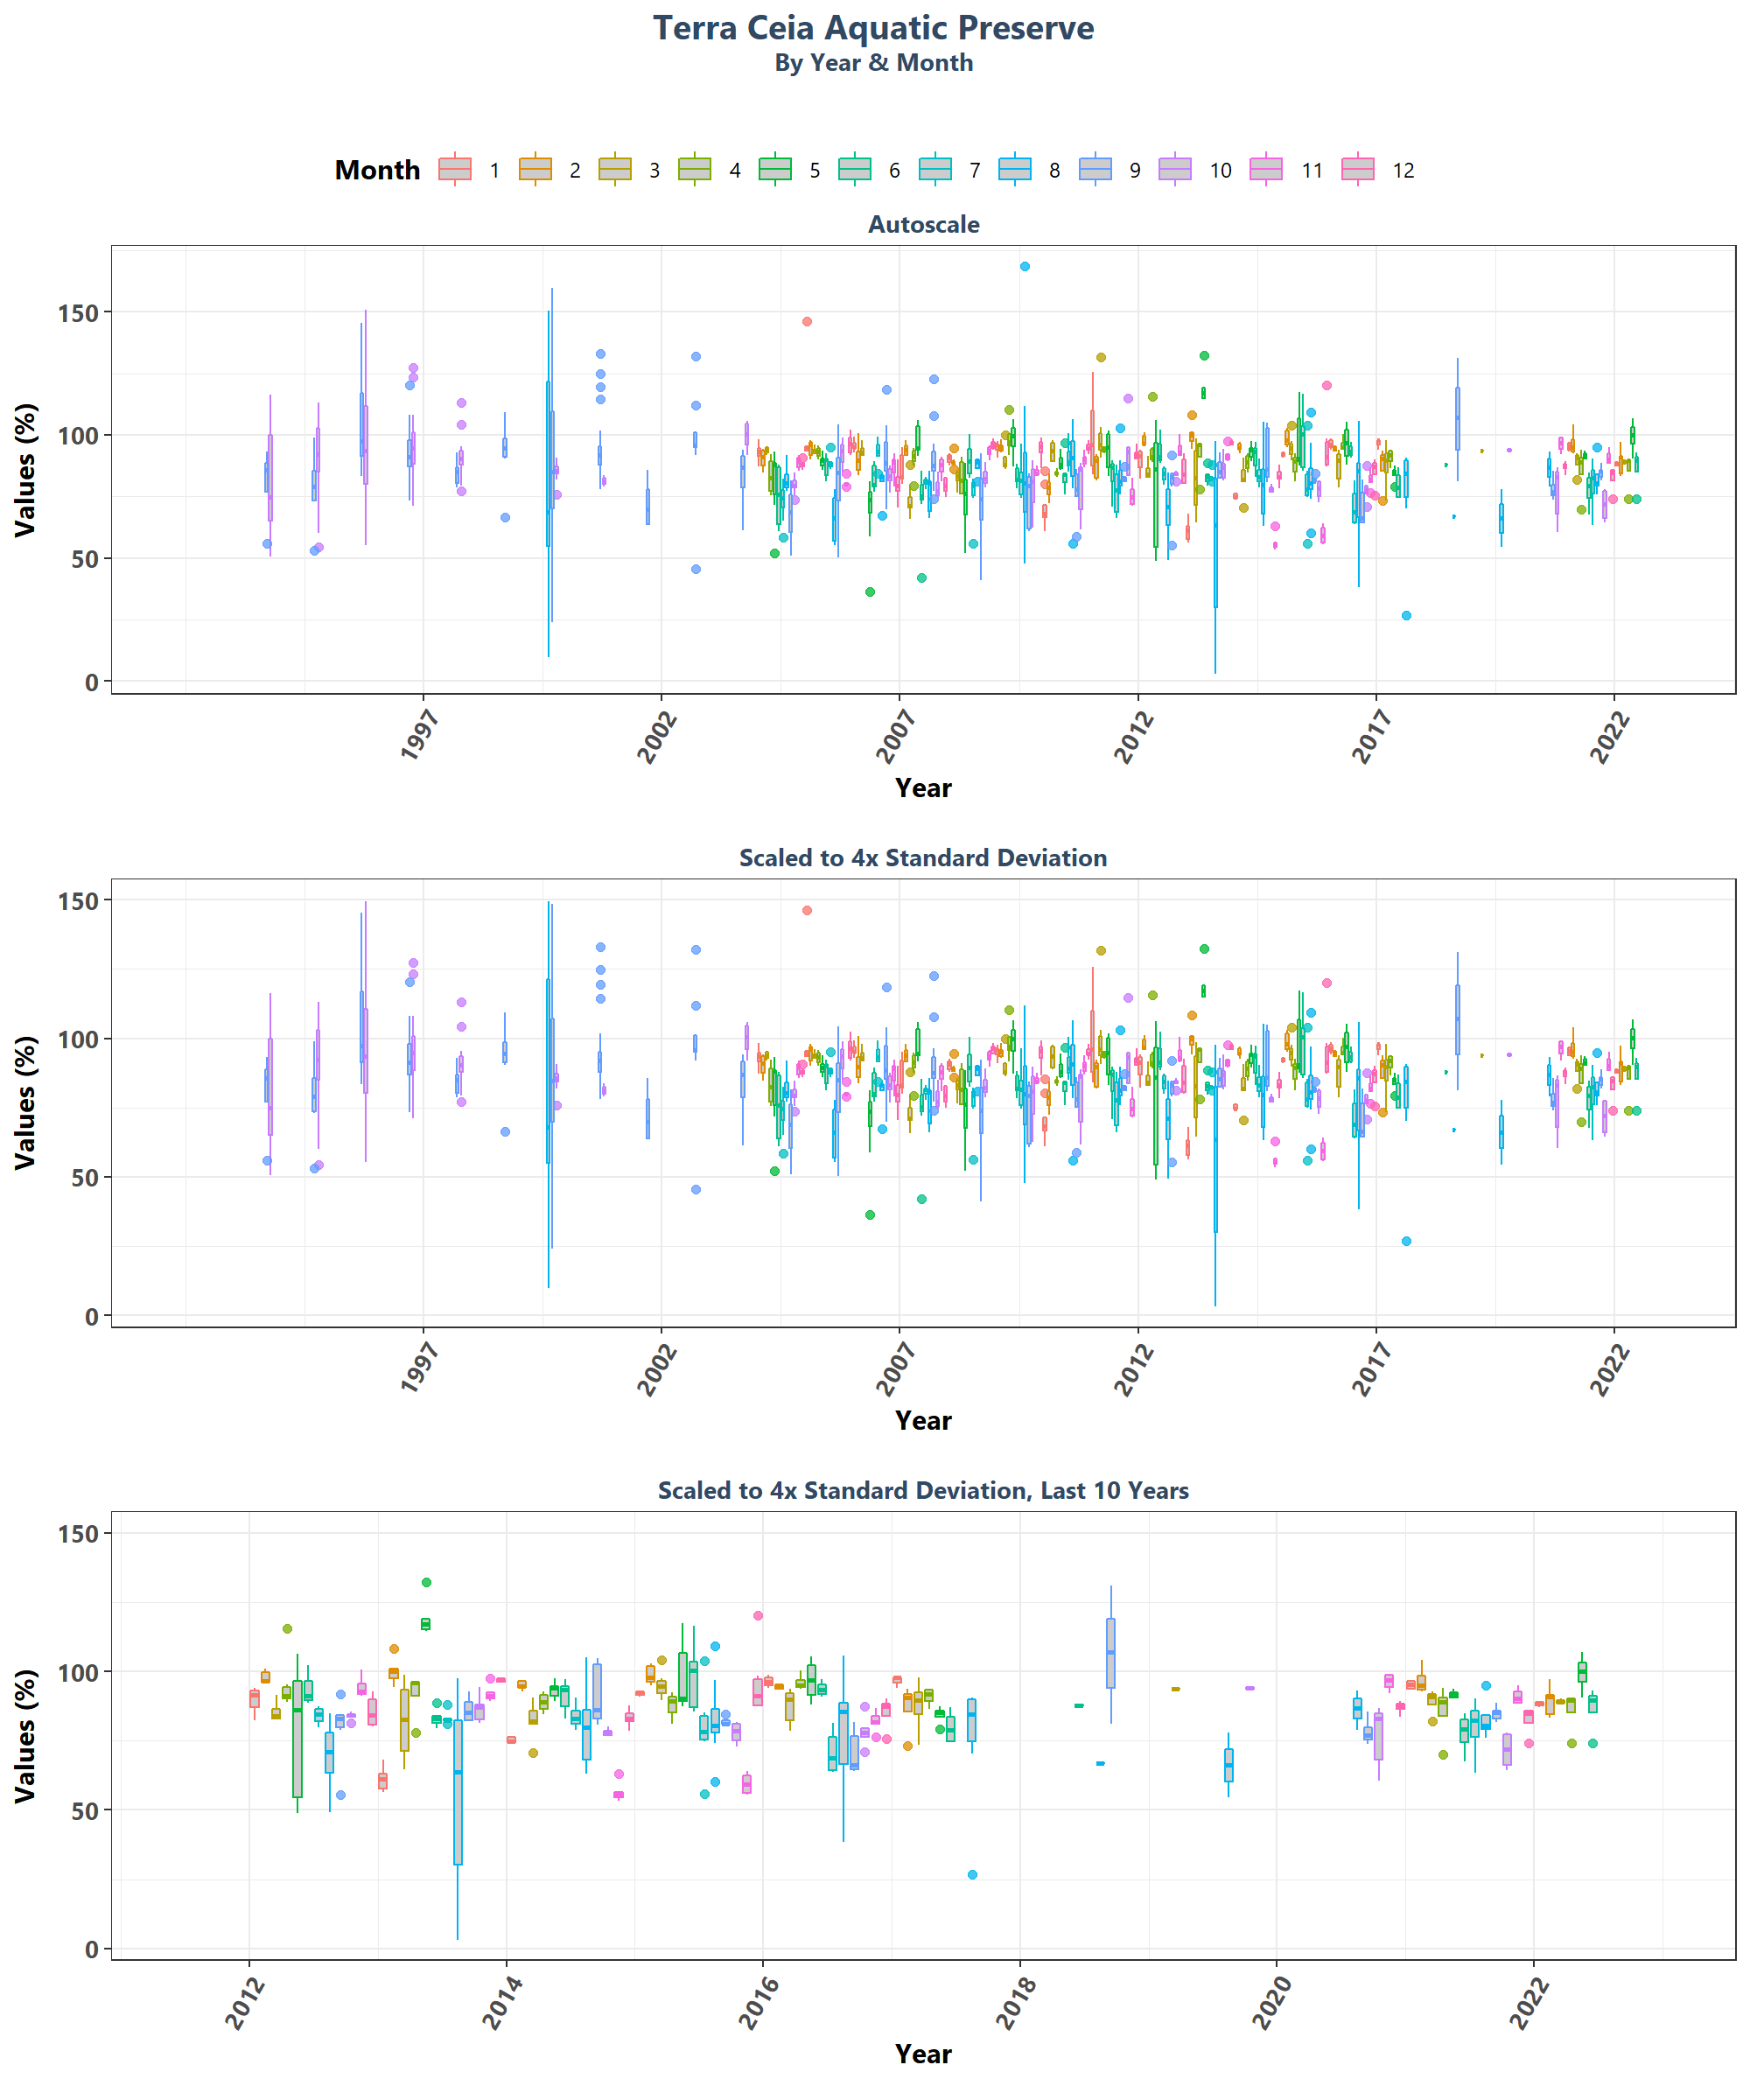 Terra Ceia Aquatic Preserve
By Year & Month
Month 1 2 3 4 5 6 7 8 9 10 11 12
Autoscale
Values (%)
150
100
50
0
1997 2002 2007 2012 2017 2022
Year
Scaled to 4x Standard Deviation
Values (%)
150
100
50
0
1997 2002 2007 2012 2017 2022
Year
Scaled to 4x Standard Deviation, Last 10 Years
Values (%)
150
100
50
0
2012 2014 2016 2018 2020 2022
Year